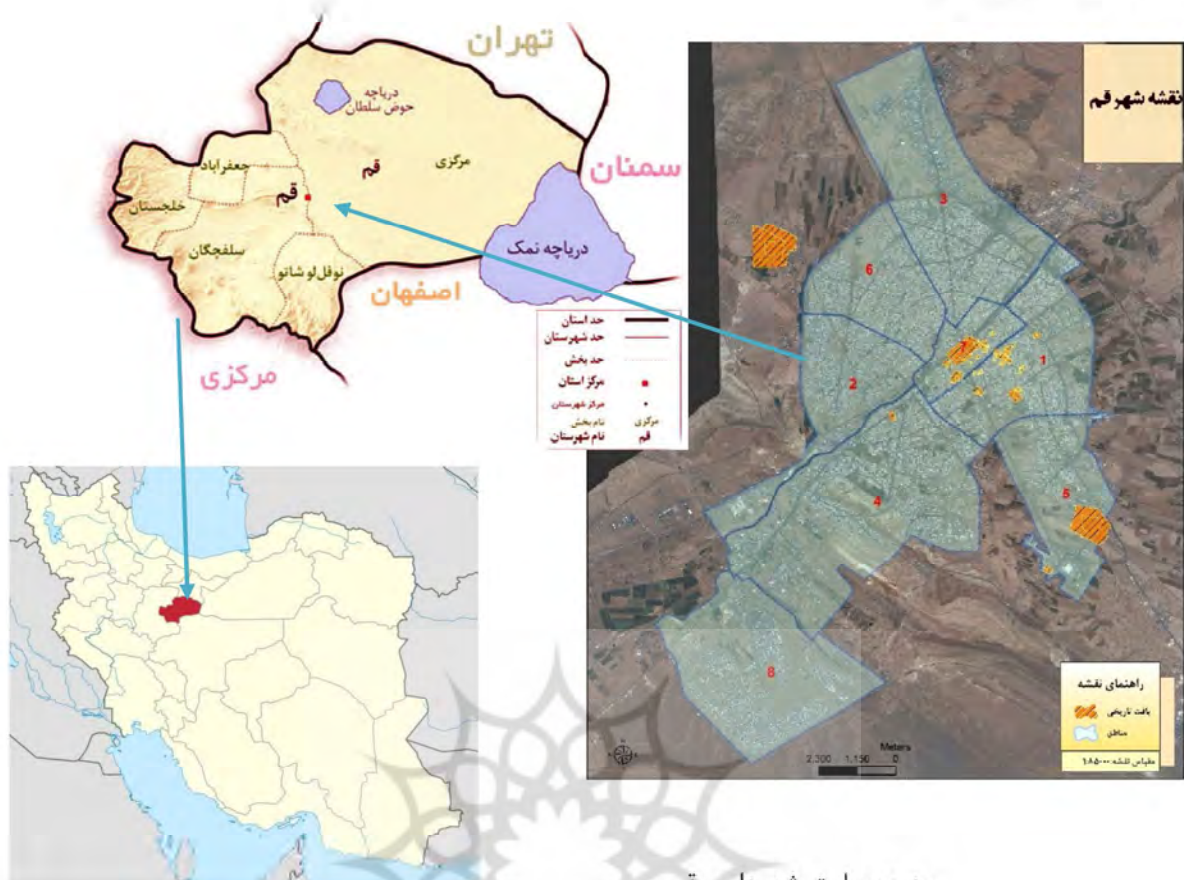 تهران
دریاچه
حوض سلطان
جعفرآباد
مرکزی
قم
سمنان
خلجستان
قم
سلفچگان
نوفل‌لو شاتو
دریاچه نمک
اصفهان
مرکزی
حد استان
حد شهرستان
حد بخش
مرکز استان
مرکز شهرستان
نام بخش مرکزی
نام شهرستان قم
نقشه شهر قم
3
6
7
1
2
4
5
8
Meters
2,300 1,150 0
راهنمای نقشه
بافت تاریخی
مناطق